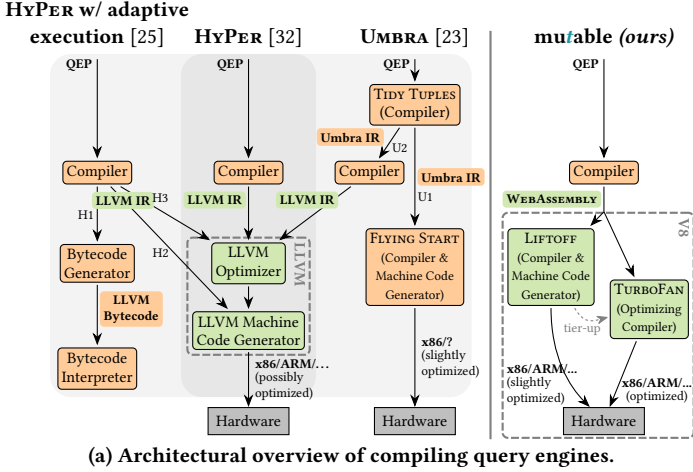 HYPER w/ adaptive
execution [25]
HYPER [32]
UMBRA [23]
mutable (ours)
QEP
QEP
QEP
QEP
TIDY TUPLES
(Compiler)
Umbra IR
U2
Compiler
Compiler
Compiler
Compiler
Umbra IR
LLVM IR
H3
LLVM IR
LLVM IR
U1
WEBASSEMBLY
H1
H2
V8
LLVM
Bytecode
Generator
LLVM
Optimizer
FLYING START
(Compiler &
Machine Code
Generator)
LIFTOFF
(Compiler &
Machine Code
Generator)
TURBOFAN
(Optimizing
Compiler)
tier-up
LLVM
Bytecode
LLVM Machine
Code Generator
Bytecode
Interpreter
x86/ARM/...
(possibly
optimized)
x86/?
(slightly
optimized)
x86/ARM/...
(slightly
optimized)
x86/ARM/...
(optimized)
Hardware
Hardware
Hardware
(a) Architectural overview of compiling query engines.